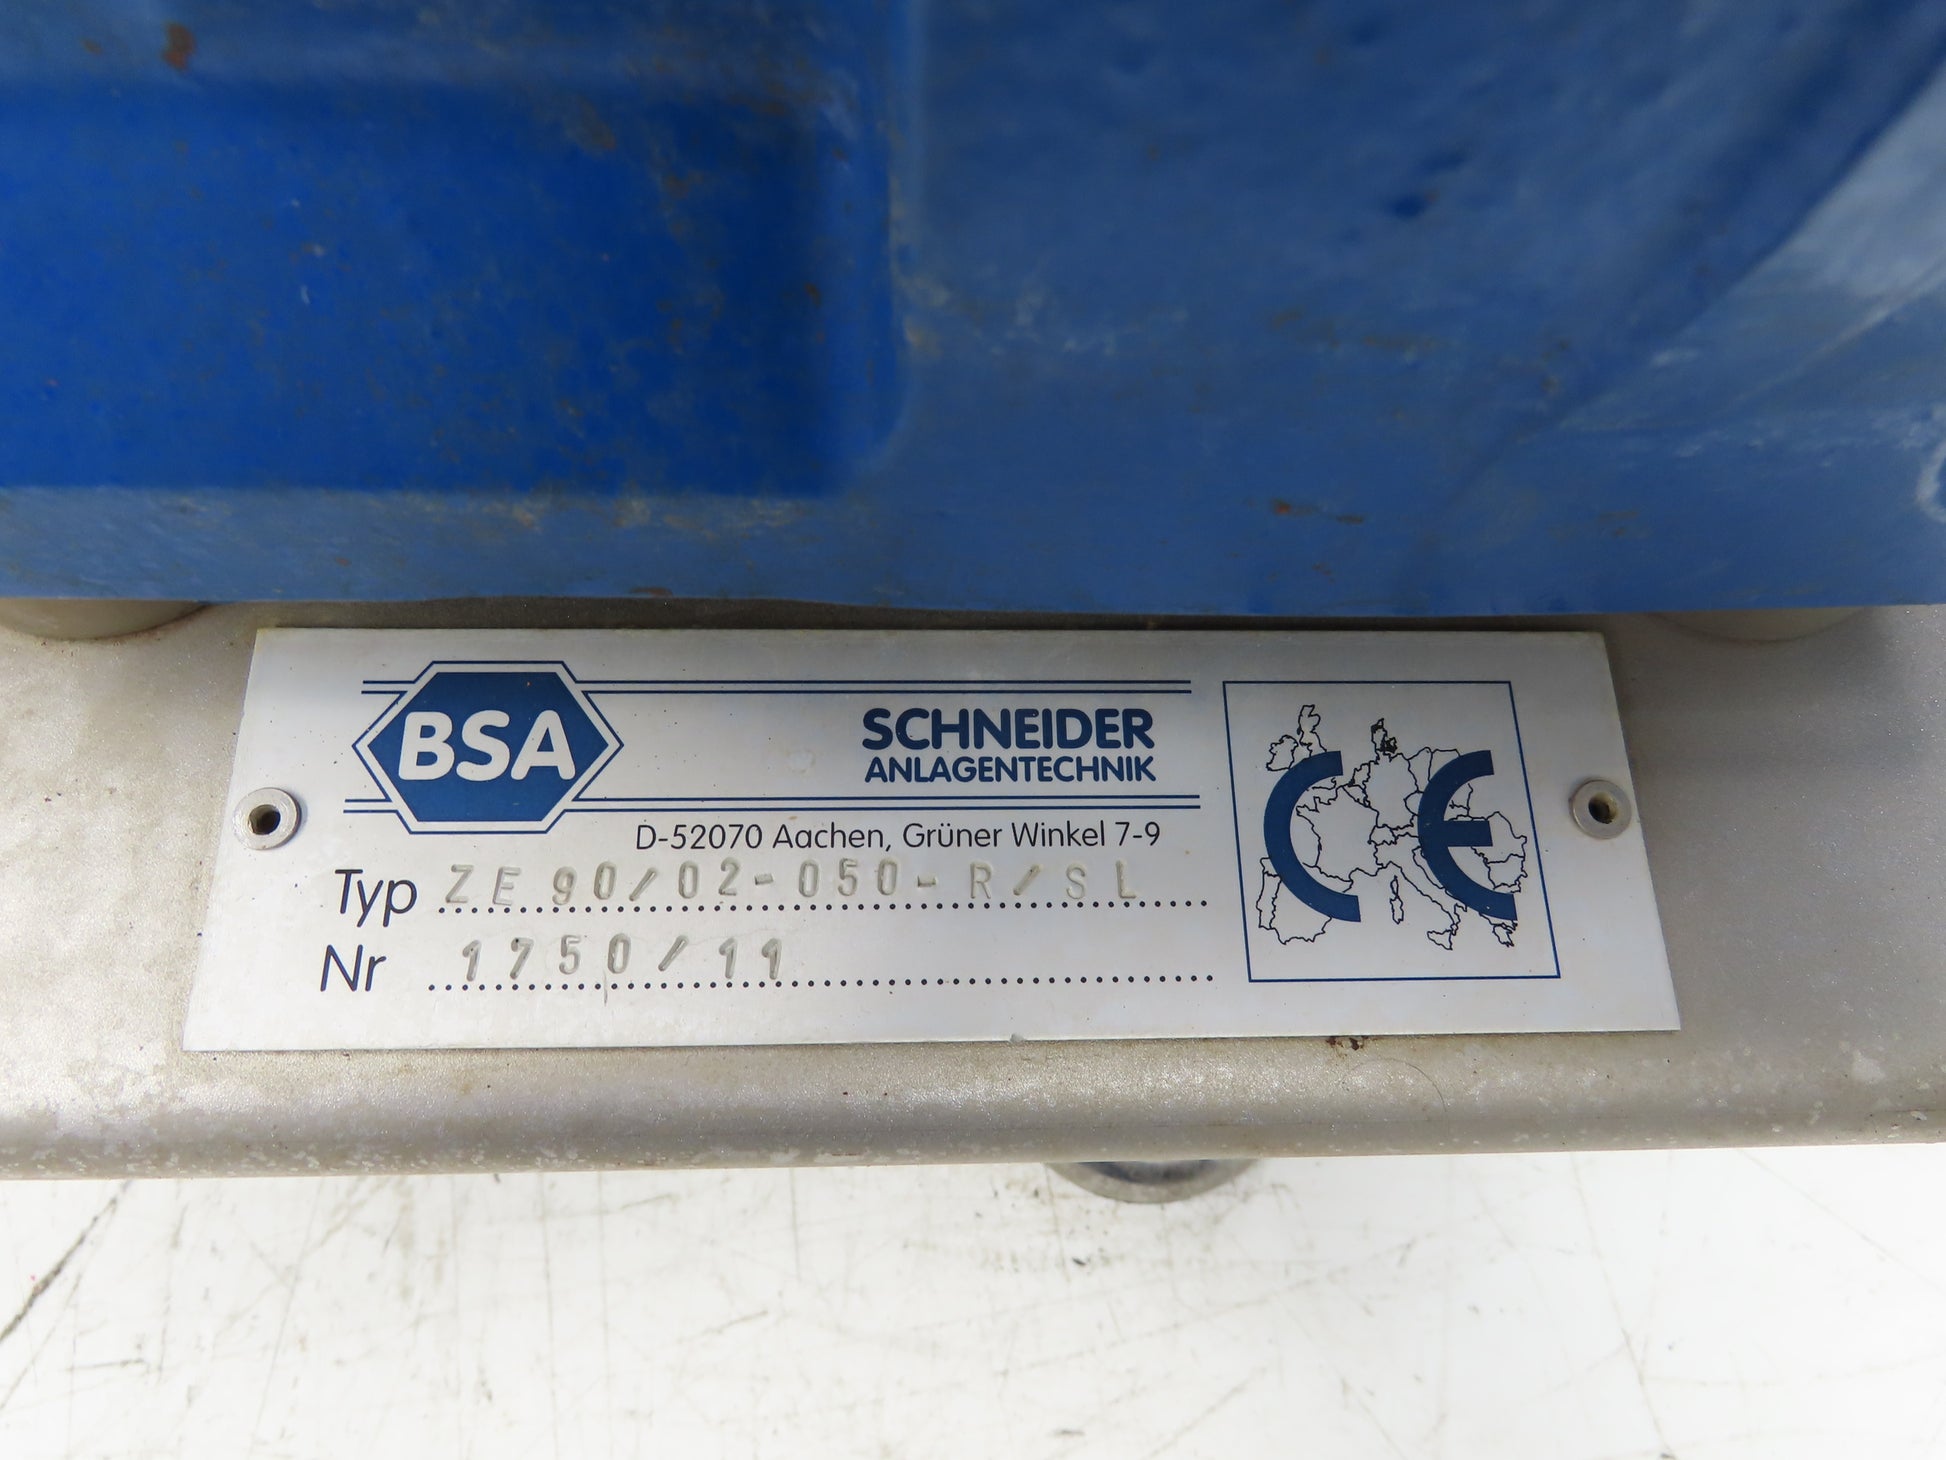 BSA
SCHNEIDER
ANLAGENTECHNIK
D-52070 Aachen, Grüner Winkel 7-9
Typ ZE 90/02-050-R/SL
Nr 1750/11
CE